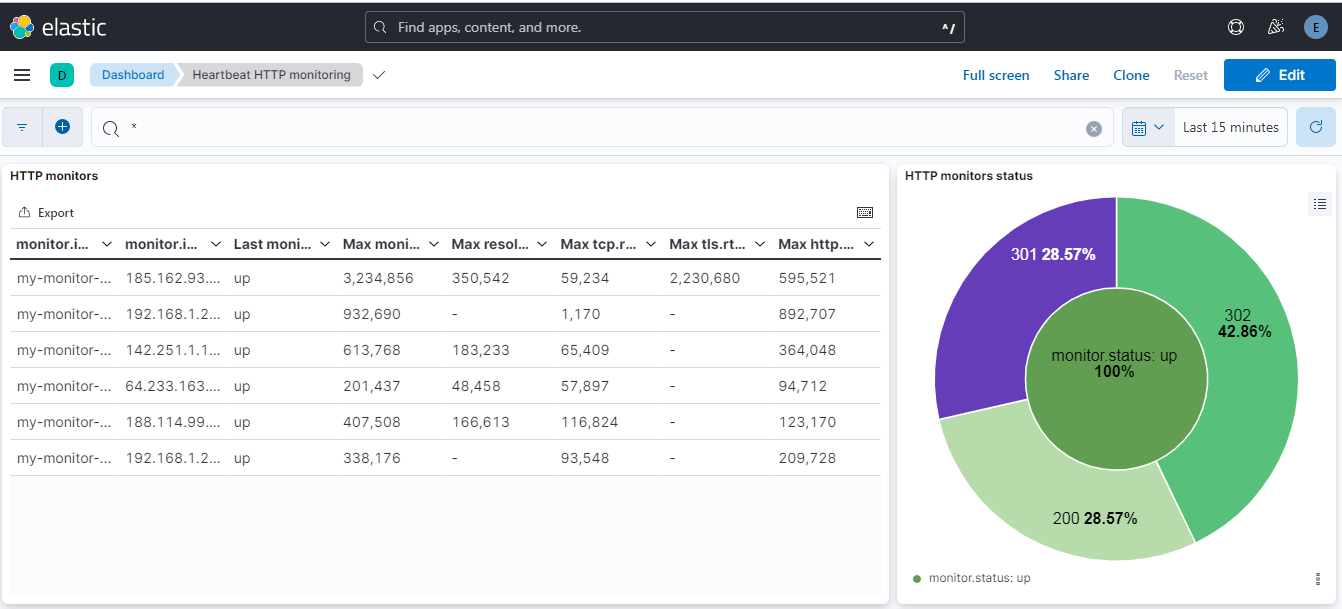 elastic
Find apps, content, and more.
^/
E
D
Dashboard
Heartbeat HTTP monitoring
Full screen
Share
Clone
Reset
Edit
*
Last 15 minutes
HTTP monitors
Export
monitor.i... monitor.i... Last moni... Max moni... Max resol... Max tcp.r... Max tls.rt... Max http....
my-monitor-... 185.162.93.... up 3,234,856 350,542 59,234 2,230,680 595,521
my-monitor-... 192.168.1.2... up 932,690 - 1,170 - 892,707
my-monitor-... 142.251.1.1... up 613,768 183,233 65,409 - 364,048
my-monitor-... 64.233.163.... up 201,437 48,458 57,897 - 94,712
my-monitor-... 188.114.99.... up 407,508 166,613 116,824 - 123,170
my-monitor-... 192.168.1.2... up 338,176 - 93,548 - 209,728
HTTP monitors status
301 28.57%
302
42.86%
monitor.status: up
100%
200 28.57%
monitor.status: up